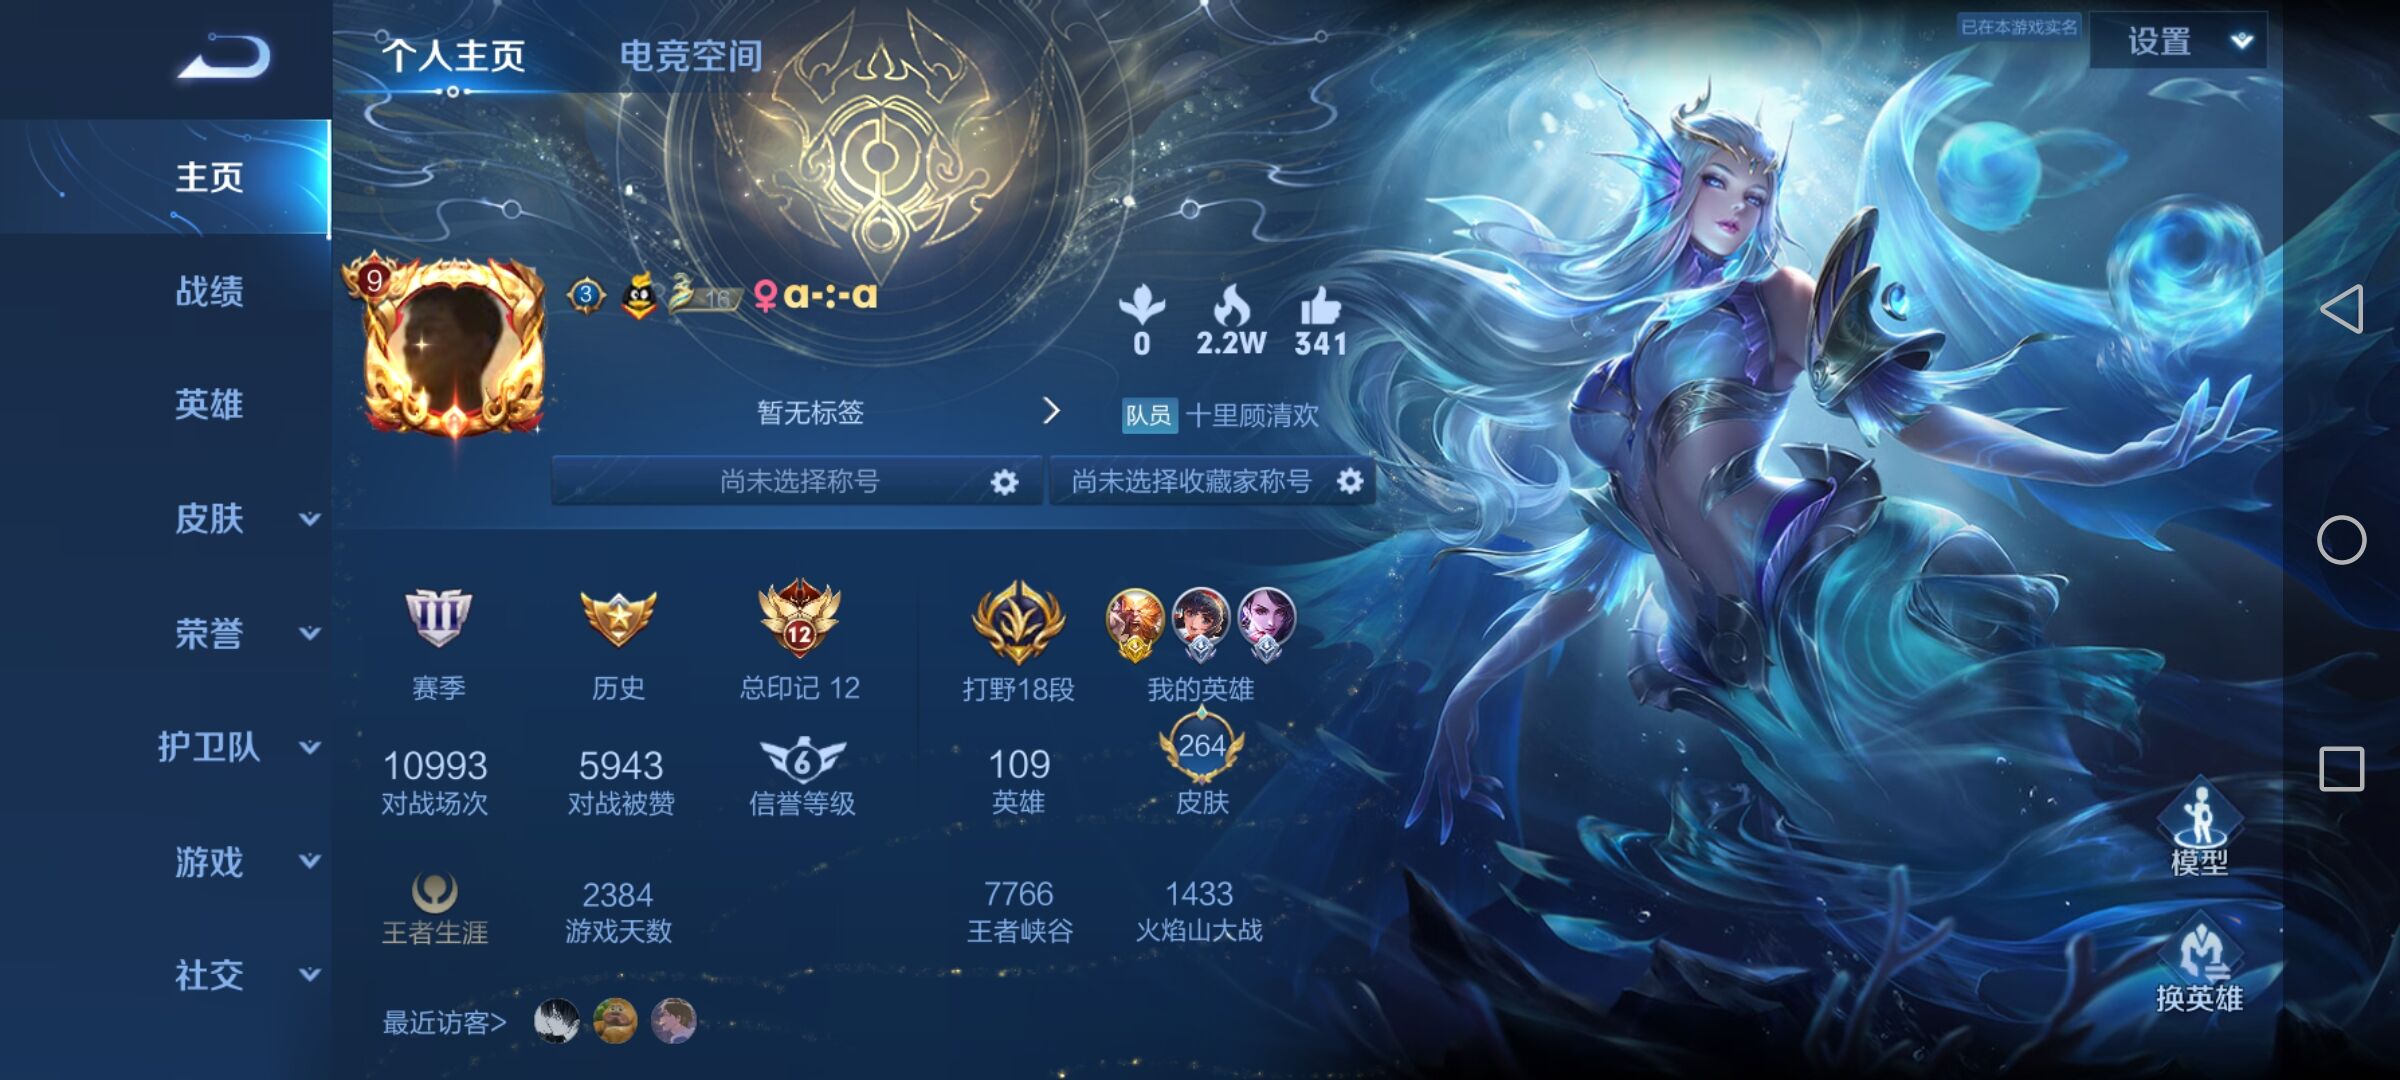 个人主页
电竞空间
已在本游戏实名
设置
主页
战绩
英雄
皮肤
荣誉
护卫队
游戏
社交
9
3
16
♀ a-:-a
0
2.2W
341
暂无标签
队员 十里顾清欢
尚未选择称号
尚未选择收藏家称号
III
12
赛季
历史
总印记 12
打野18段
我的英雄
10993
对战场次
5943
对战被赞
6
信誉等级
109
英雄
264
皮肤
王者生涯
2384
游戏天数
7766
王者峡谷
1433
火焰山大战
最近访客>
模型
换英雄